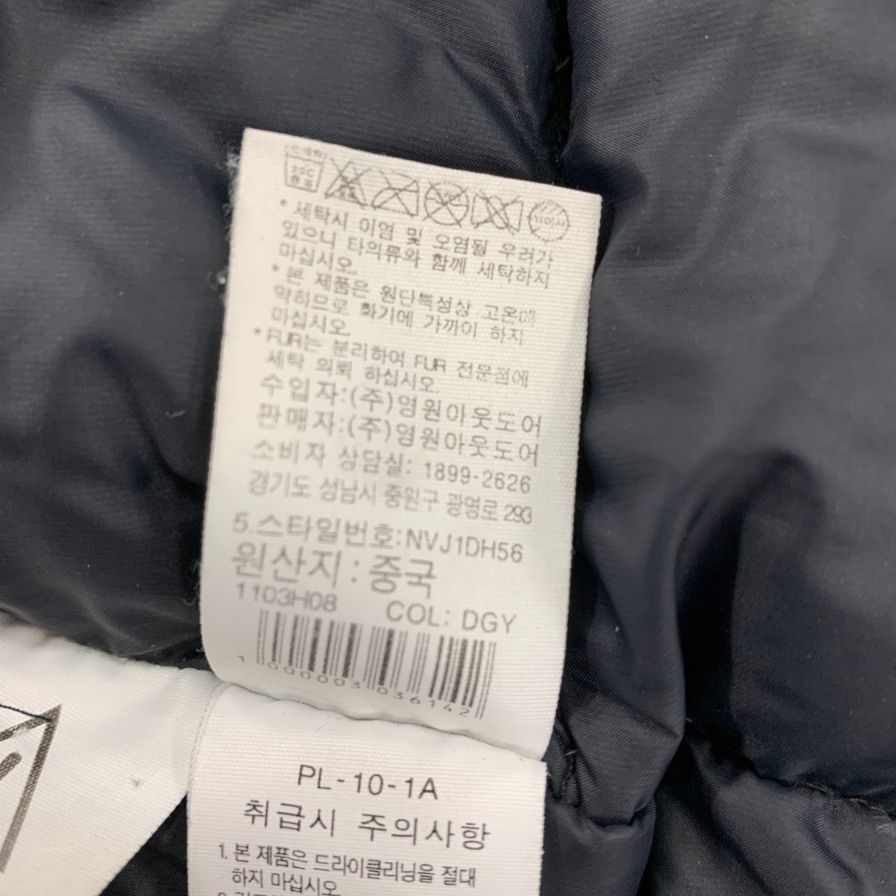 * 세탁시 이염 및 오염될 우려가
있으니 타의류와 함께 세탁하지
마십시오.
* 본 제품은 원단특성상 고온에
약하므로 화기에 가까이 하지
마십시오.
* FUR는 분리하여 FUR 전문점에
세탁 의뢰 하십시오.
수입자:(주)영원아웃도어
판매자:(주)영원아웃도어
소비자 상담실: 1899-2626
경기도 성남시 중원구 광명로 293
5.스타일번호:NVJ1DH56
원산지: 중국
1103H08 COL: DGY
1 000003 036142
PL-10-1A
취급시 주의사항
1. 본 제품은 드라이클리닝을 절대
하지 마십시오